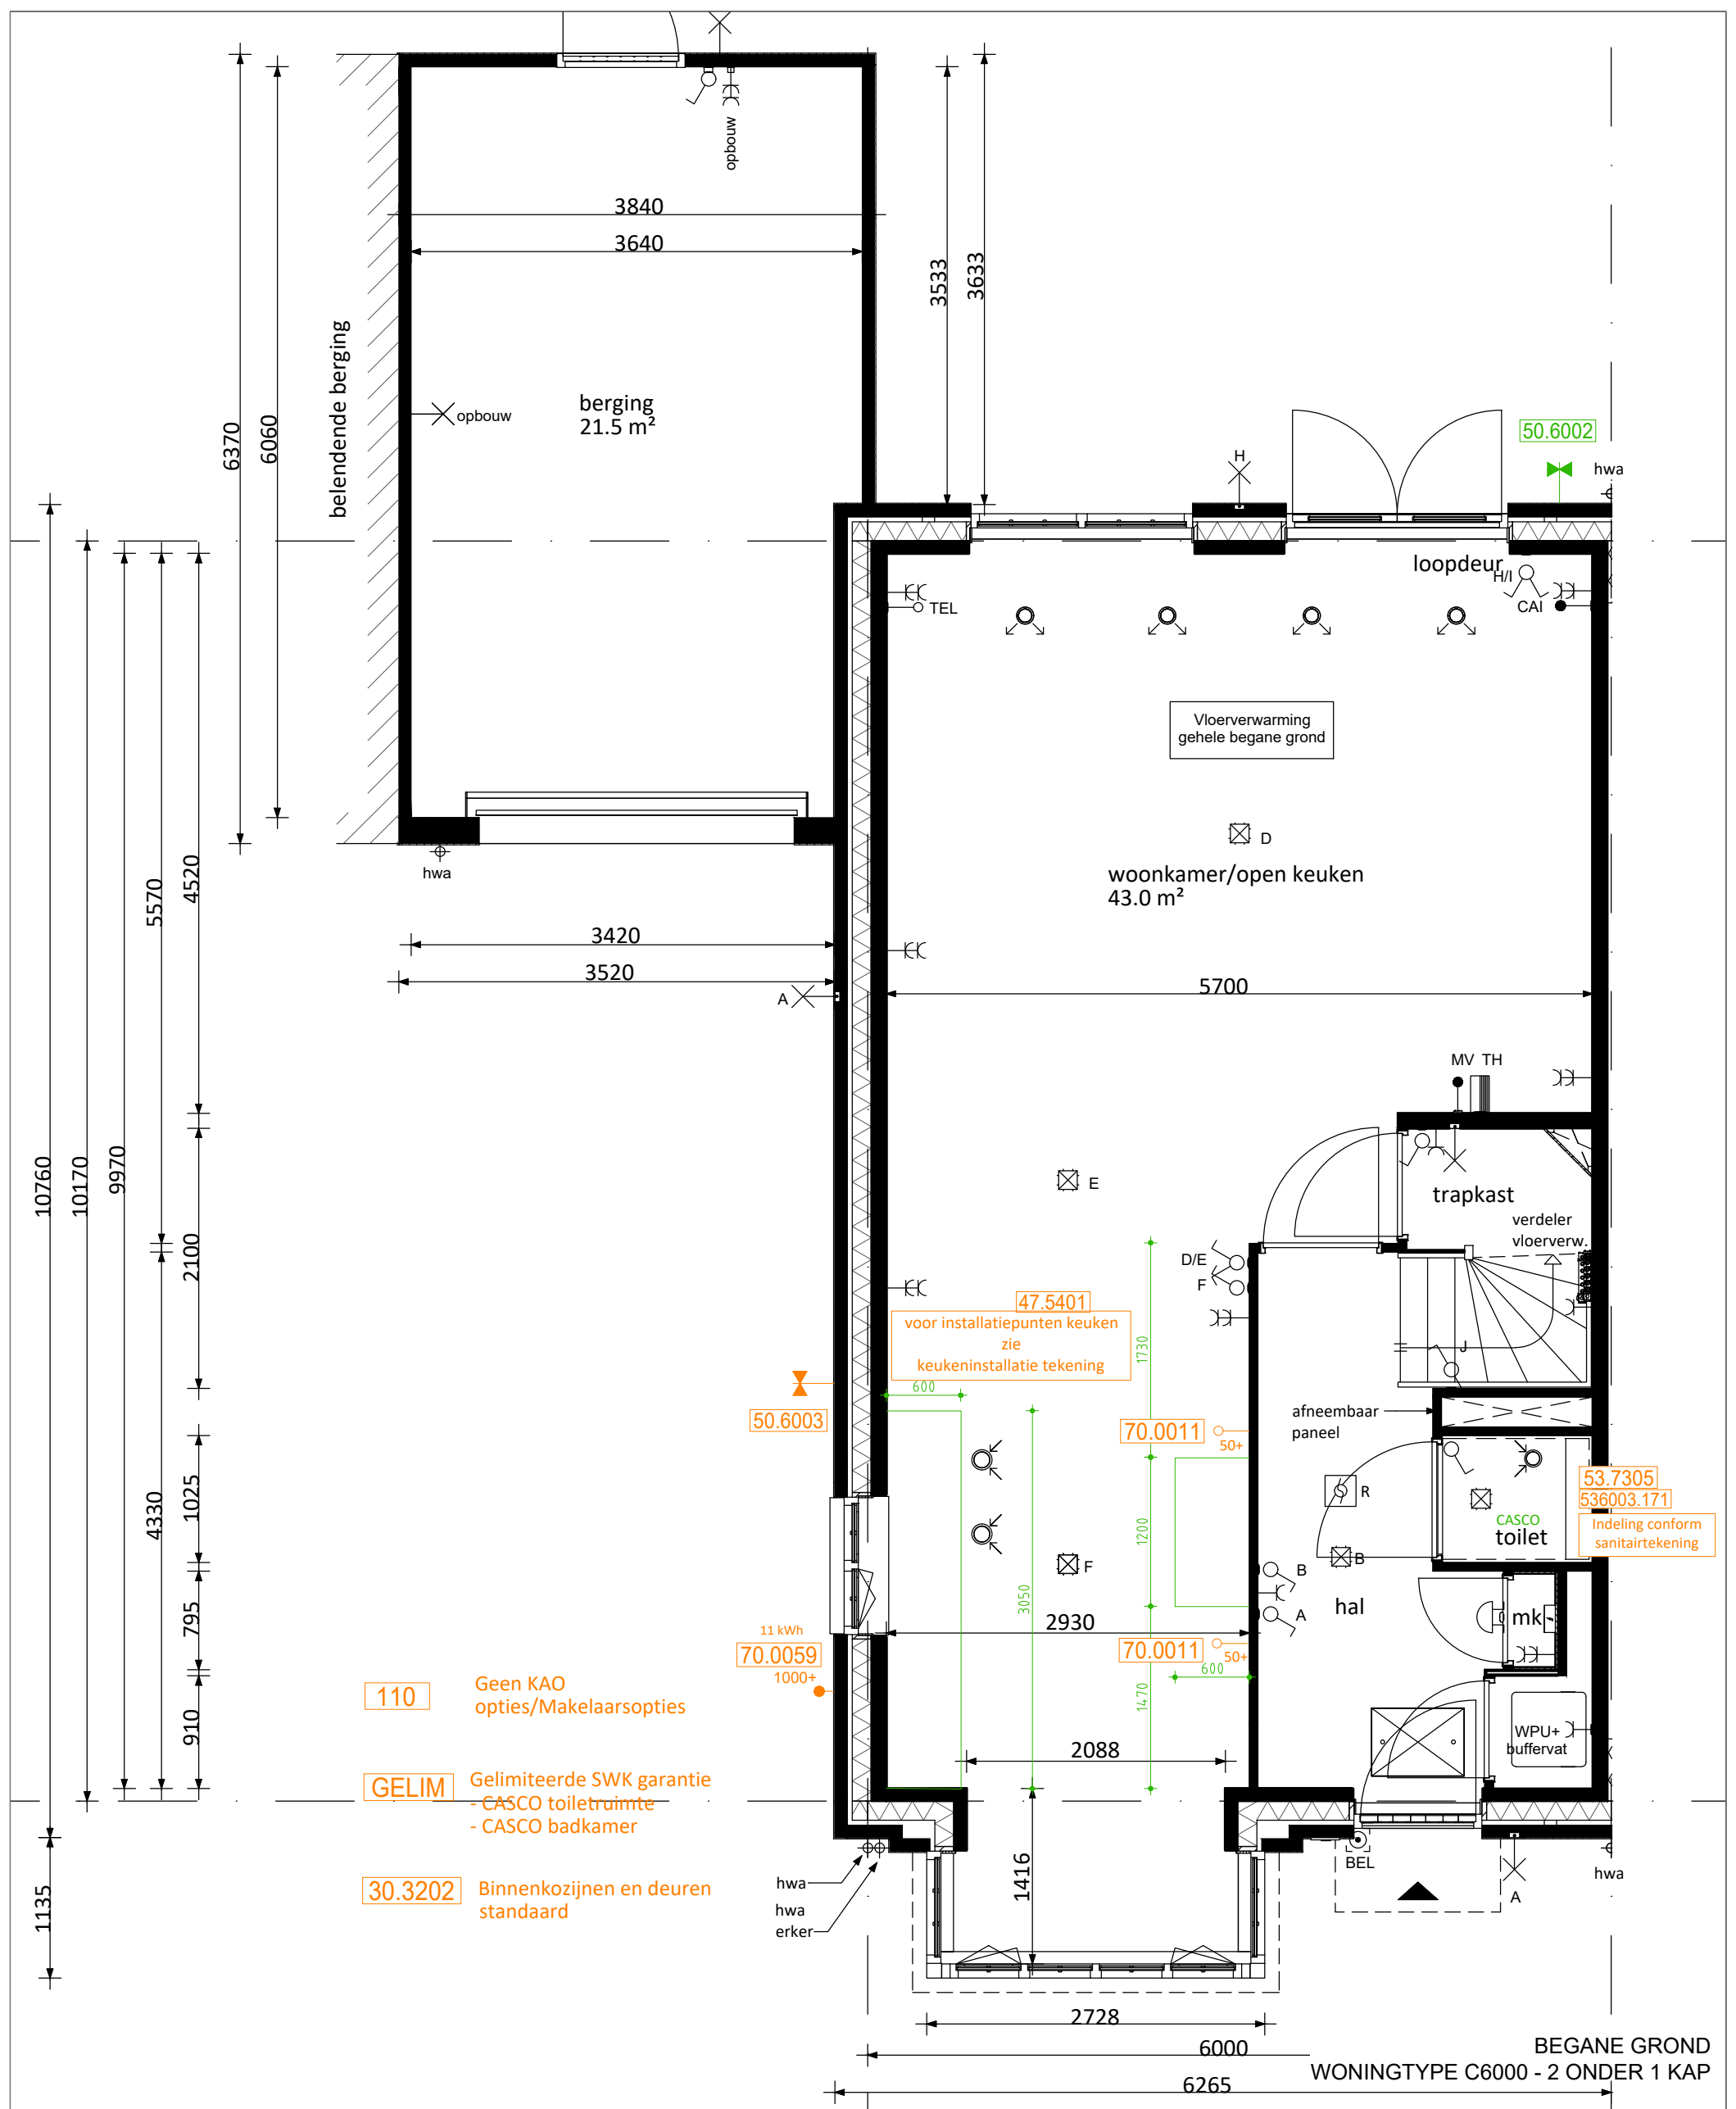 opbouw
3840
3640
3533
3633
belendende berging
6370
6060
berging
21.5 m²
opbouw
50.6002
hwa
H
loopdeur
H/I
CAI
TEL
Vloerverwarming
gehele begane grond
D
woonkamer/open keuken
43.0 m²
hwa
3420
3520
A
5700
4520
5570
MV TH
10760
10170
9970
2100
E
trapkast
verdeler
vloerverw.
D/E
F
47.5401
voor installatiepunten keuken
zie
keukeninstallatie tekening
1730
600
J
50.6003
afneembaar
paneel
70.0011
50+
1025
4330
R
53.7305
536003.171
Indeling conform
sanitairtekening
CASCO
toilet
1200
F
B
B
3050
A
hal
mk
795
2930
11 kWh
70.0059
1000+
70.0011
50+
600
1470
910
110
Geen KAO
opties/Makelaarsopties
WPU+
buffervat
2088
GELIM
Gelimiteerde SWK garantie
- CASCO toiletruimte
- CASCO badkamer
BEL
hwa
A
1416
hwa
hwa
erker
30.3202
Binnenkozijnen en deuren
standaard
1135
2728
6000
6265
BEGANE GROND
WONINGTYPE C6000 - 2 ONDER 1 KAP